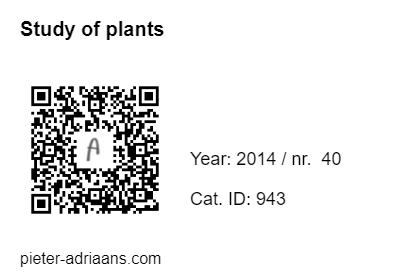 Study of plants
A
Year: 2014 / nr.  40
Cat. ID: 943
pieter-adriaans.com